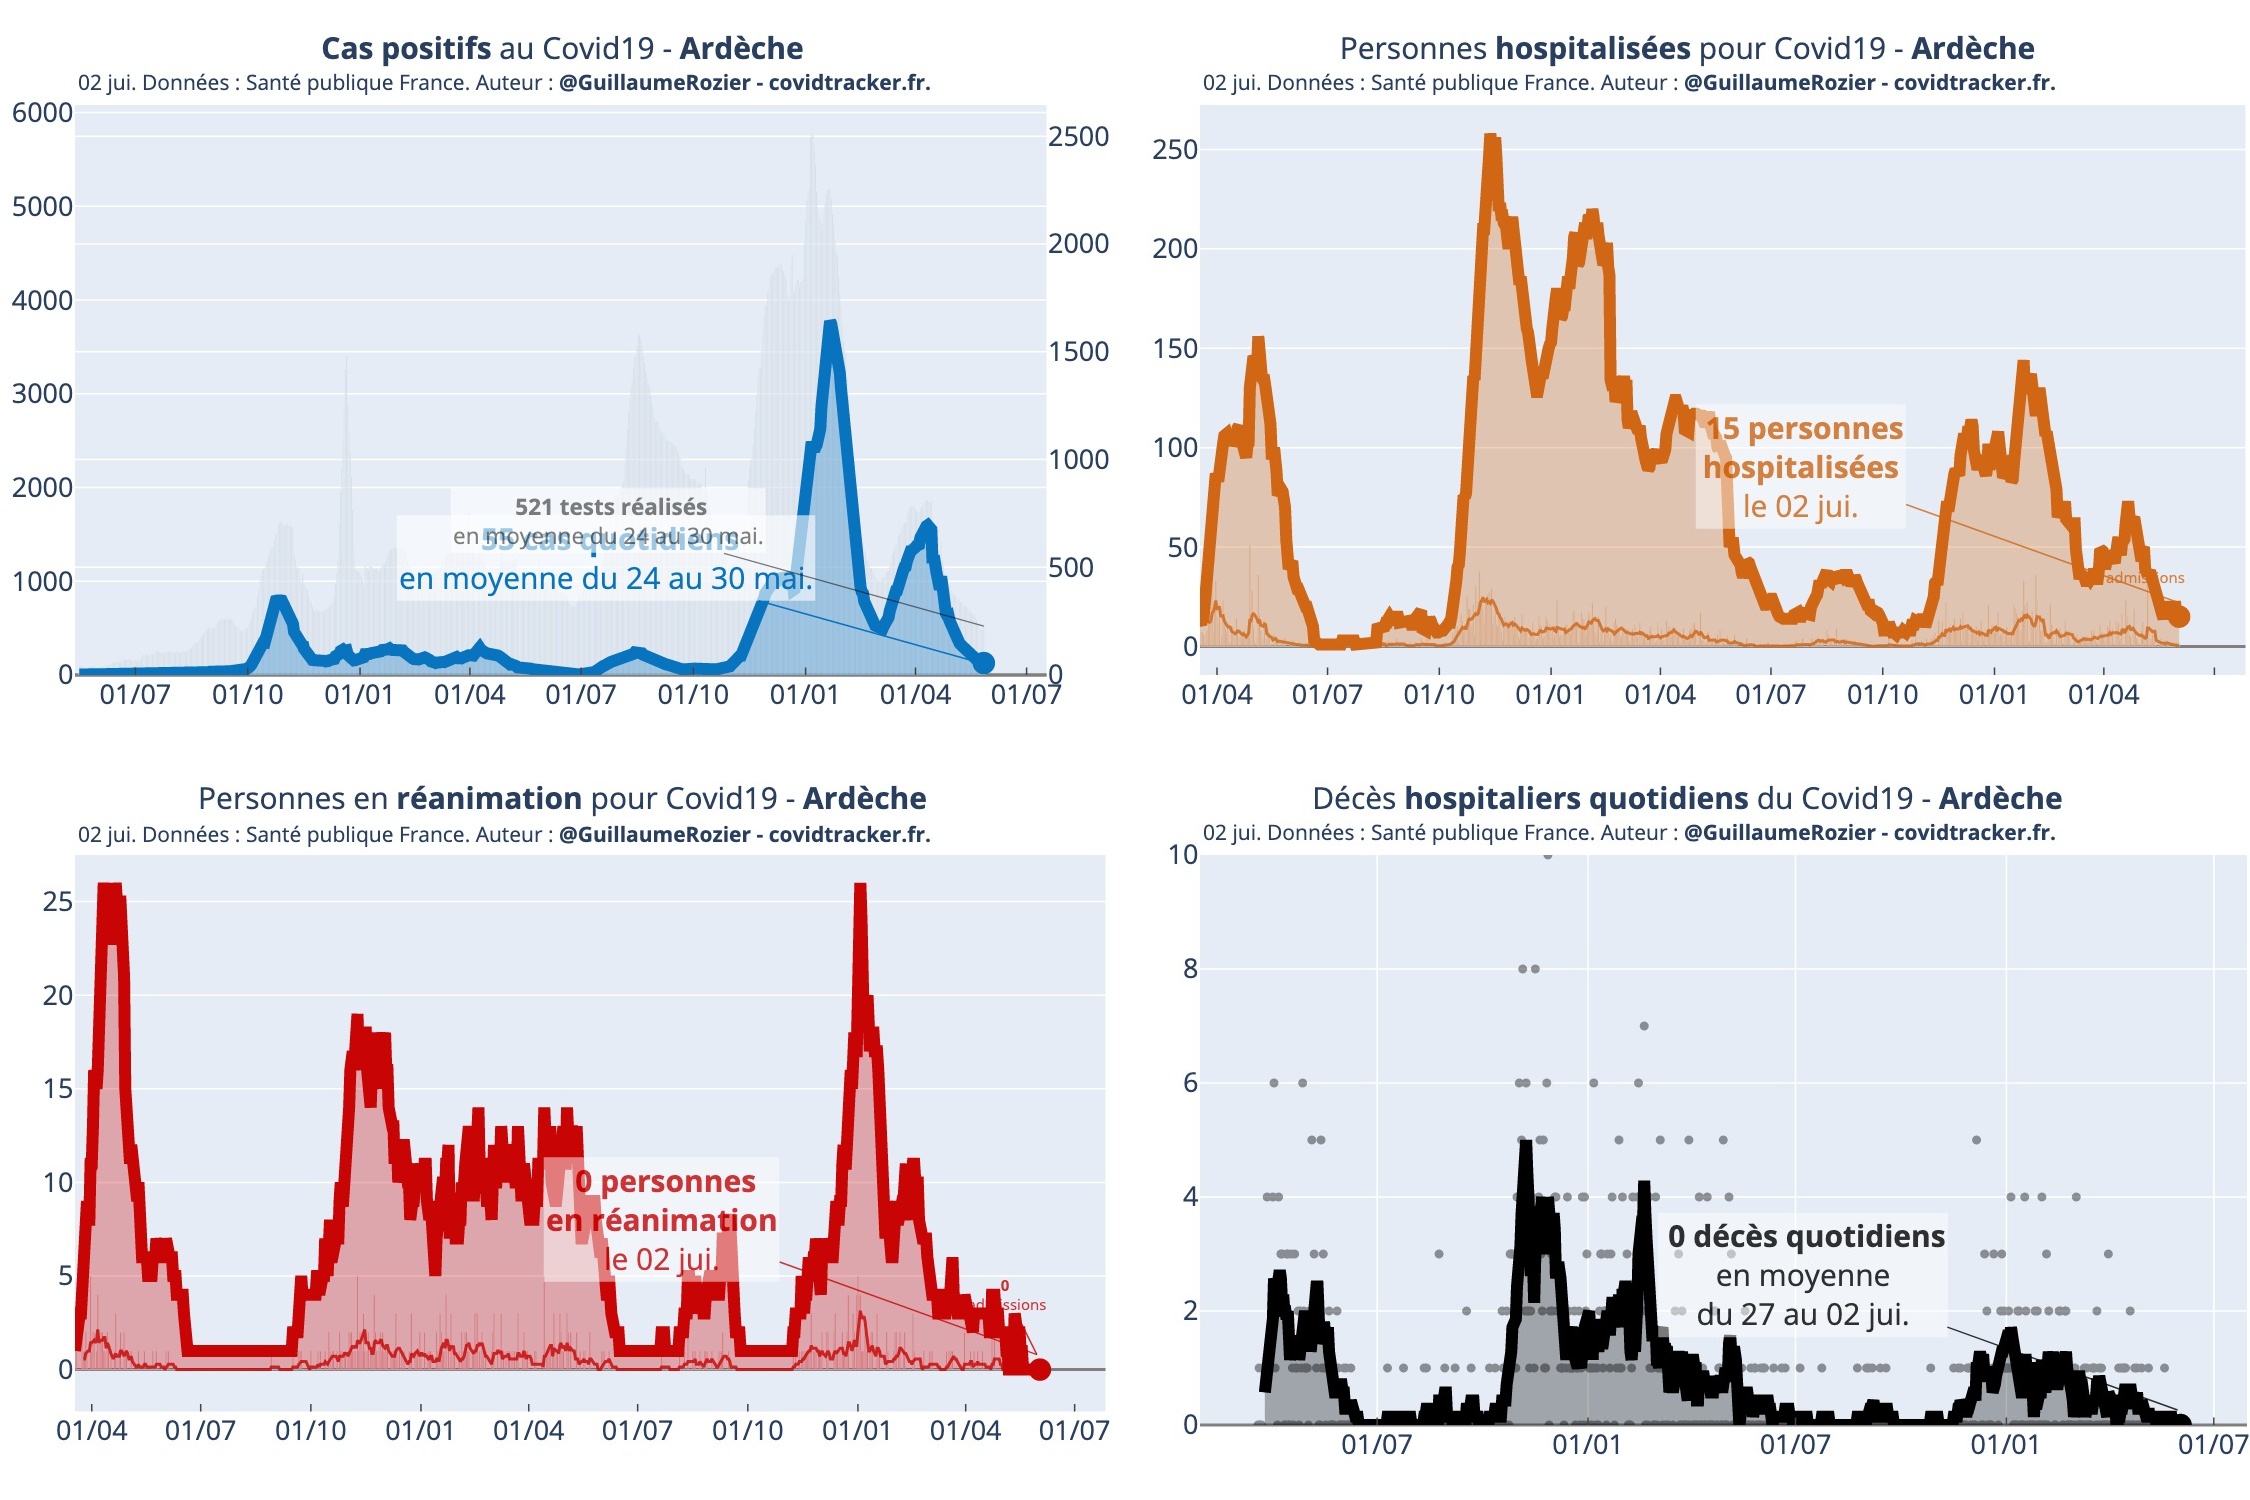 Cas positifs au Covid19 - Ardèche
02 jui. Données : Santé publique France. Auteur : @GuillaumeRozier - covidtracker.fr.
6000
5000
4000
3000
2000
1000
0
2500
2000
1500
1000
500
0
521 tests réalisés
en moyenne du 24 au 30 mai.
55 cas quotidiens
en moyenne du 24 au 30 mai.
01/07 01/10 01/01 01/04 01/07 01/10 01/01 01/04 01/07
Personnes hospitalisées pour Covid19 - Ardèche
02 jui. Données : Santé publique France. Auteur : @GuillaumeRozier - covidtracker.fr.
250
200
150
100
50
0
15 personnes
hospitalisées
le 02 jui.
admissions
01/04 01/07 01/10 01/01 01/04 01/07 01/10 01/01 01/04
Personnes en réanimation pour Covid19 - Ardèche
02 jui. Données : Santé publique France. Auteur : @GuillaumeRozier - covidtracker.fr.
25
20
15
10
5
0
0 personnes
en réanimation
le 02 jui.
0
admissions
01/04 01/07 01/10 01/01 01/04 01/07 01/10 01/01 01/04 01/07
Décès hospitaliers quotidiens du Covid19 - Ardèche
02 jui. Données : Santé publique France. Auteur : @GuillaumeRozier - covidtracker.fr.
10
8
6
4
2
0
0 décès quotidiens
en moyenne
du 27 au 02 jui.
01/07 01/01 01/07 01/01 01/07